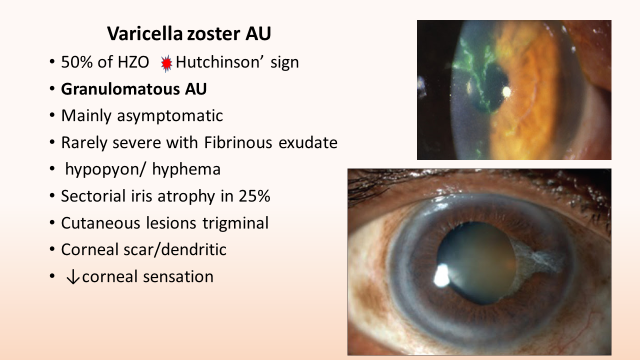 Varicella zoster AU
• 50% of HZO Hutchinson’ sign
• Granulomatous AU
• Mainly asymptomatic
• Rarely severe with Fibrinous exudate
• hypopyon/ hyphema
• Sectorial iris atrophy in 25%
• Cutaneous lesions trigminal
• Corneal scar/dendritic
• ↓corneal sensation